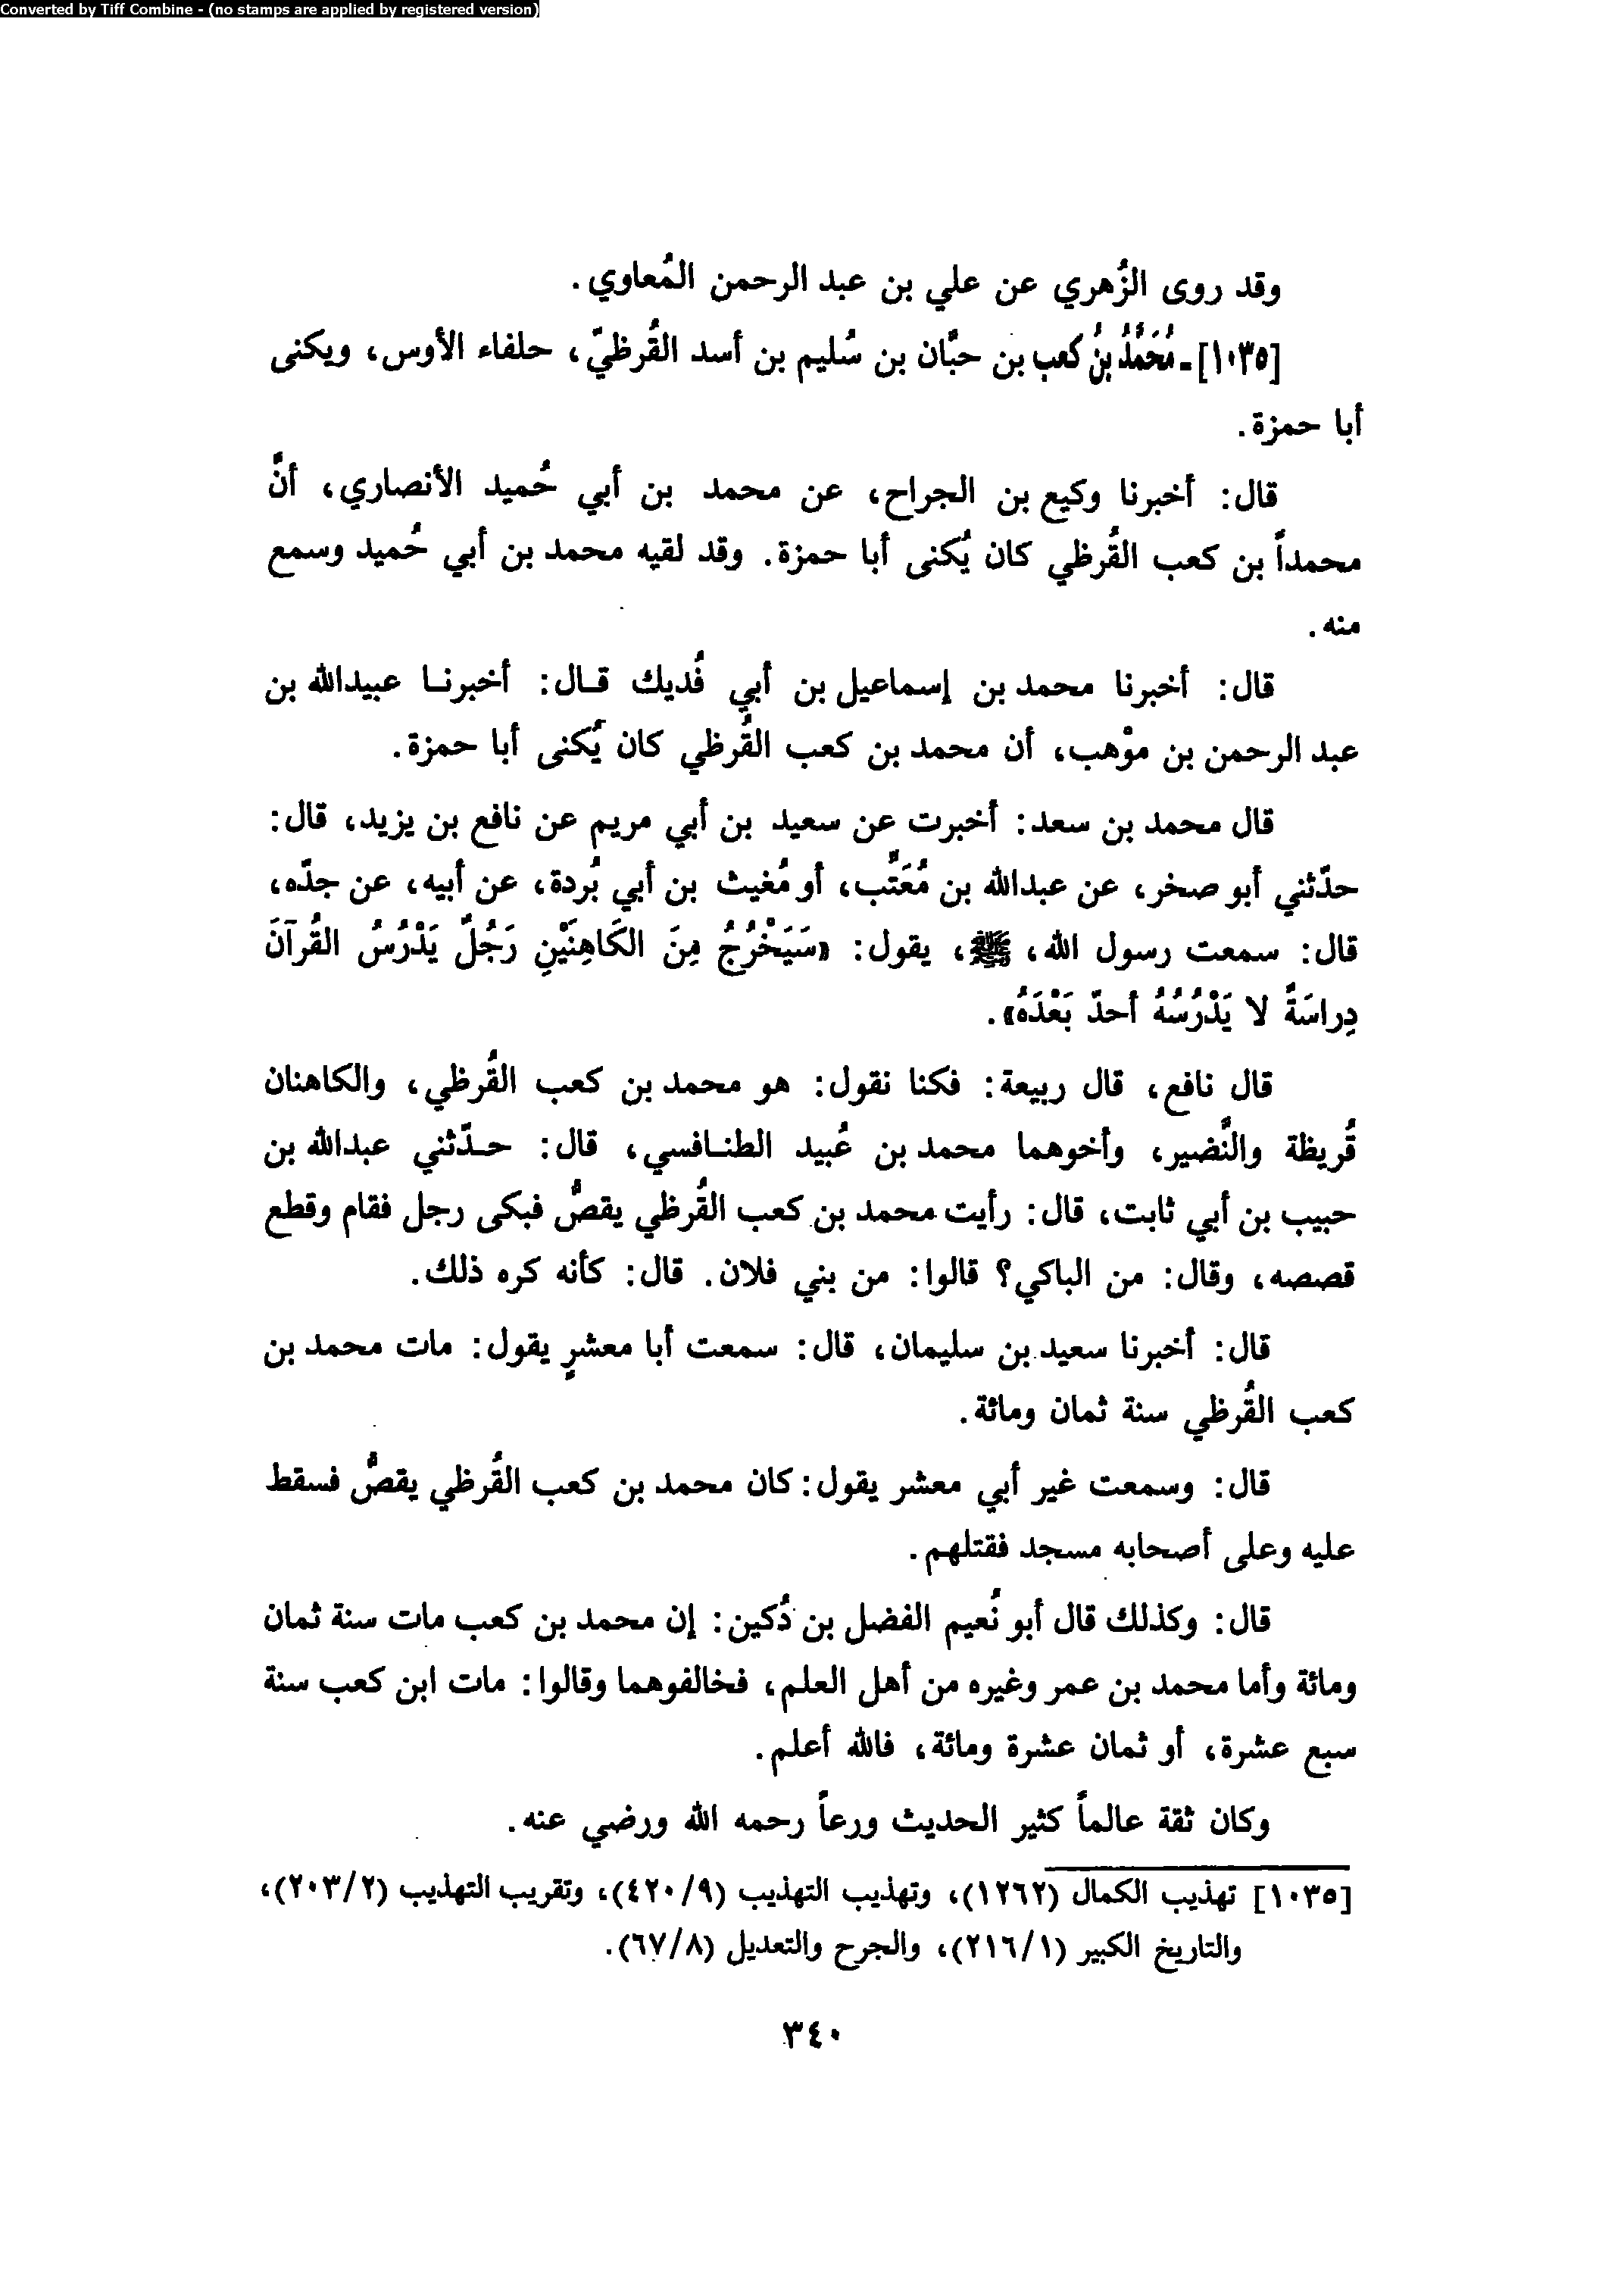 Converted by Tiff Combine - (no stamps are applied by registered version)
وقد روى الزُهري عن علي بن عبد الرحمن المُعاوي.
[١٠٣٥] ـ مُحَمَّدُ بنُ كعب بن حبَّان بن سُليم بن أسد القُرظيّ، حلفاء الأوس، ويكنى
أبا حمزة.
قال: أخبرنا وكيع بن الجراح، عن محمد بن أبي حُميد الأنصاري، أنَّ
محمداً بن كعب القُرظي كان يُكنى أبا حمزة. وقد لقيه محمد بن أبي حُميد وسمع
منه.
قال: أخبرنا محمد بن إسماعيل بن أبي فُديك قال: أخبرنا عبيدالله بن
عبد الرحمن بن موْهب، أن محمد بن كعب القُرظي كان يُكنى أبا حمزة.
قال محمد بن سعد: أخبرت عن سعيد بن أبي مريم عن نافع بن يزيد، قال:
حدّثني أبو صخر، عن عبدالله بن مُعَتَّب، أو مُغيث بن أبي بُردة، عن أبيه، عن جدّه،
قال: سمعت رسول الله، ﷺ، يقول: «سَيَخْرُجُ مِنَ الكَاهِنَيْنِ رَجُلٌ يَدْرُسُ القُرآنَ
دِراسَةً لا يَدْرُسُهُ أحدٌ بَعْدَهُ».
قال نافع، قال ربيعة: فكنا نقول: هو محمد بن كعب القُرظي، والكاهنان
قُريظة والنَّضير، وأخوهما محمد بن عُبيد الطنافسي، قال: حدّثني عبدالله بن
حبيب بن أبي ثابت، قال: رأيت محمد بن كعب القُرظي يقصُّ فبكى رجل فقام وقطع
قصصه، وقال: من الباكي؟ قالوا: من بني فلان. قال: كأنه كره ذلك.
قال: أخبرنا سعيد بن سليمان، قال: سمعت أبا معشرٍ يقول: مات محمد بن
كعب القُرظي سنة ثمان ومائة.
قال: وسمعت غير أبي معشر يقول: كان محمد بن كعب القُرظي يقصُّ فسقط
عليه وعلى أصحابه مسجد فقتلهم.
قال: وكذلك قال أبو نُعيم الفضل بن دُكين: إن محمد بن كعب مات سنة ثمان
ومائة وأما محمد بن عمر وغيره من أهل العلم، فخالفوهما وقالوا: مات ابن كعب سنة
سبع عشرة، أو ثمان عشرة ومائة، فالله أعلم.
وكان ثقة عالماً كثير الحديث ورعاً رحمه الله ورضي عنه.
[١٠٣٥] تهذيب الكمال (١٢٦٢)، وتهذيب التهذيب (٤٢٠/٩)، وتقريب التهذيب (٢٠٣/٢)،
والتاريخ الكبير (٢١٦/١)، والجرح والتعديل (٦٧/٨).
٣٤٠